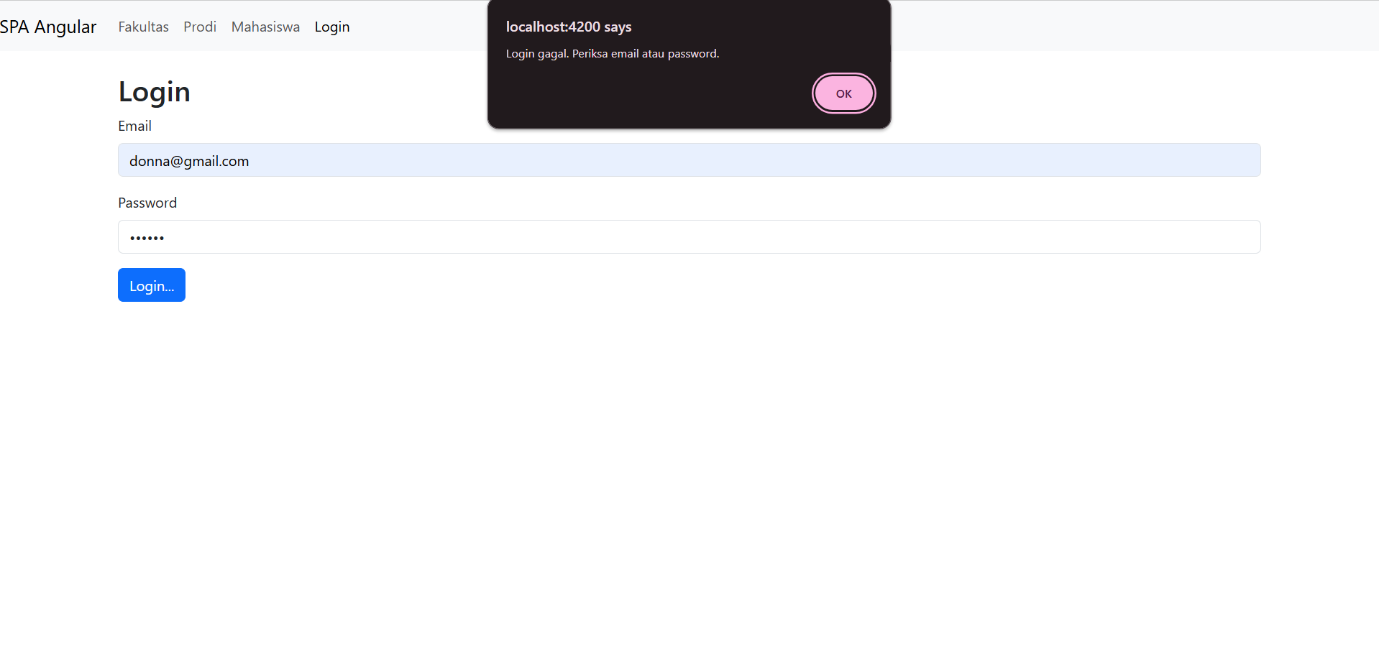 SPA Angular Fakultas Prodi Mahasiswa Login
localhost:4200 says
Login gagal. Periksa email atau password.
OK
Login
Email
donna@gmail.com
Password
••••••
Login...